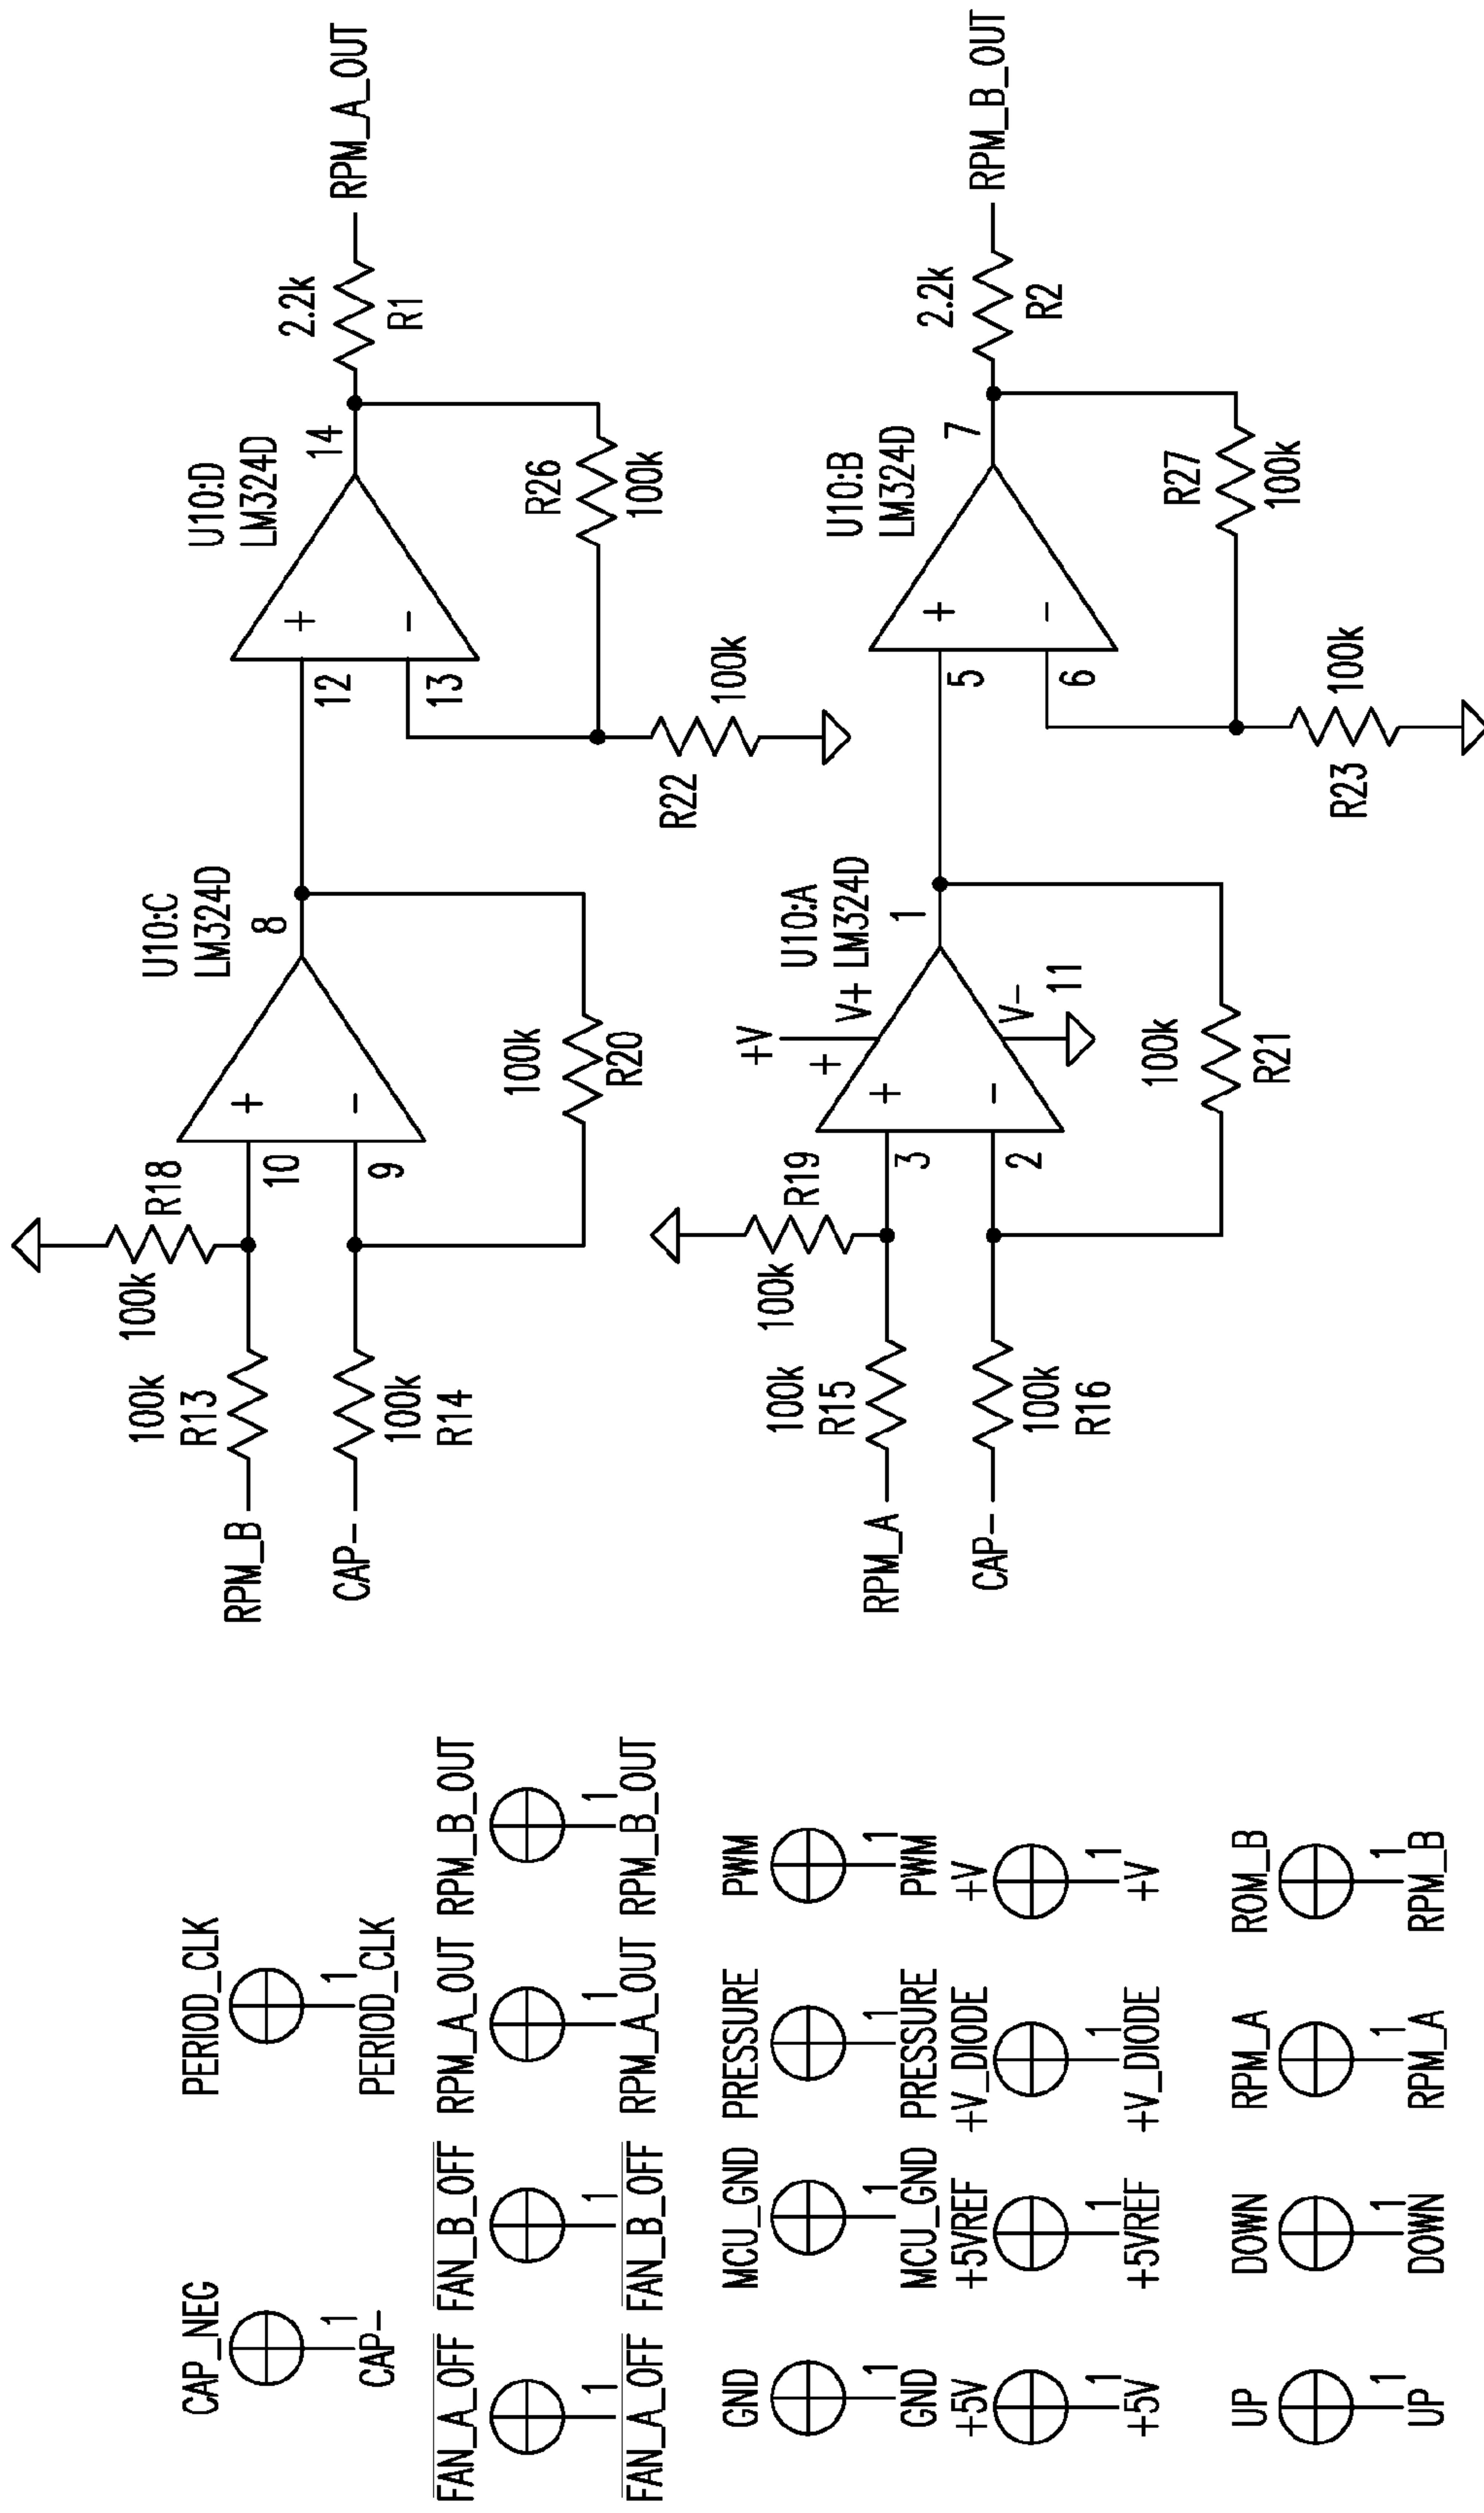 CAP_NEG
1
CAP-
PERIOD_CLK
1
PERIOD_CLK
FAN_A_OFF
1
FAN_A_OFF
FAN_B_OFF
1
FAN_B_OFF
RPM_A_OUT
1
RPM_A_OUT
RPM_B_OUT
1
RPM_B_OUT
GND
1
GND
MCU_GND
1
MCU_GND
PRESSURE
1
PRESSURE
PWM
1
PWM
+5V
1
+5V
+5VREF
1
+5VREF
+V_DIODE
1
+V_DIODE
+V
1
+V
UP
1
UP
DOWN
1
DOWN
RPM_A
1
RPM_A
ROM_B
1
RPM_B
RPM_B
100k
R13
CAP-
100k
R14
100k
R18
10
9
+
-
U10:C
LM324D
8
100k
R20
12
13
+
-
U10:D
LM324D
14
R26
100k
R22
100k
2.2k
R1
RPM_A_OUT
RPM_A
100k
R15
CAP-
100k
R16
100k
R19
3
2
+
-
+V
+
V+
V-
11
U10:A
LM324D
1
100k
R21
5
6
+
-
U10:B
LM324D
7
R27
100k
R23
100k
2.2k
R2
RPM_B_OUT